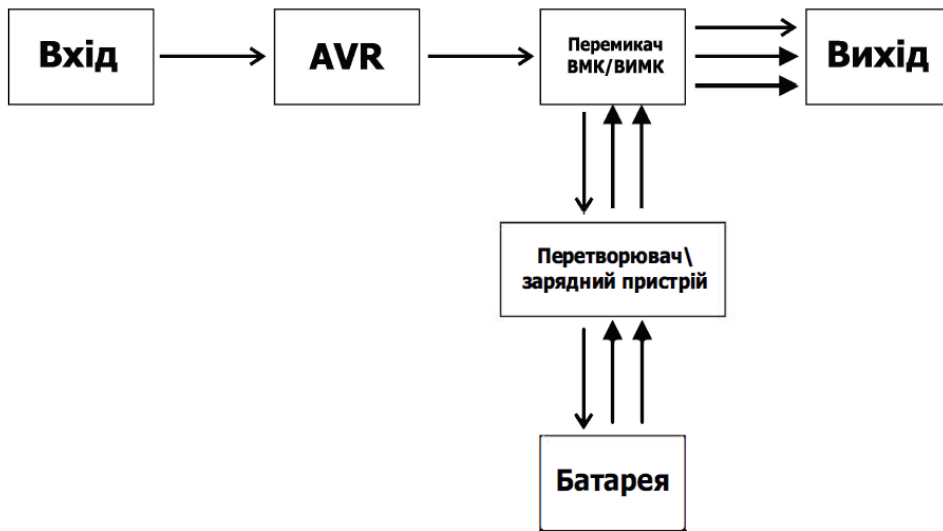 Вхід
AVR
Перемикач
ВМК/ВИМК
Вихід
Перетворювач\
зарядний пристрій
Батарея